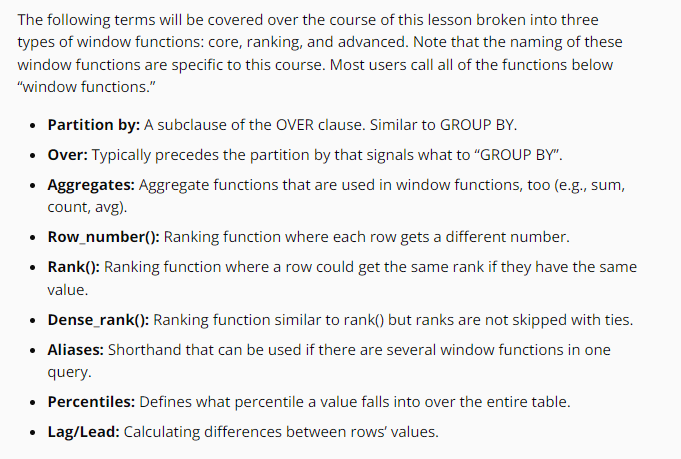 The following terms will be covered over the course of this lesson broken into three
types of window functions: core, ranking, and advanced. Note that the naming of these
window functions are specific to this course. Most users call all of the functions below
“window functions.”
• Partition by: A subclause of the OVER clause. Similar to GROUP BY.
• Over: Typically precedes the partition by that signals what to “GROUP BY”.
• Aggregates: Aggregate functions that are used in window functions, too (e.g., sum,
count, avg).
• Row_number(): Ranking function where each row gets a different number.
• Rank(): Ranking function where a row could get the same rank if they have the same
value.
• Dense_rank(): Ranking function similar to rank() but ranks are not skipped with ties.
• Aliases: Shorthand that can be used if there are several window functions in one
query.
• Percentiles: Defines what percentile a value falls into over the entire table.
• Lag/Lead: Calculating differences between rows’ values.